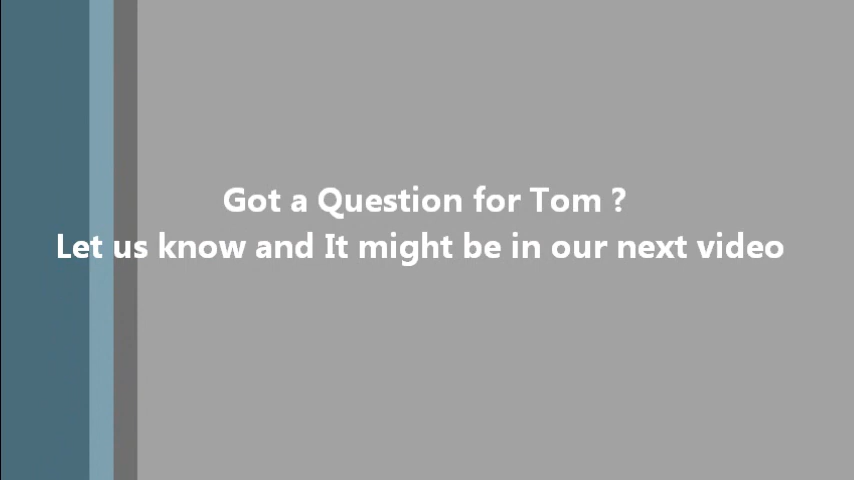 Got a Question for Tom ?
Let us know and It might be in our next video